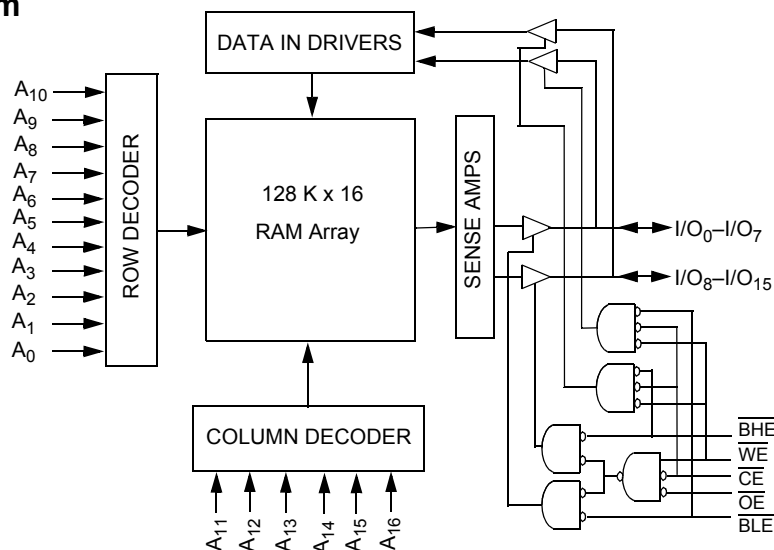 m
DATA IN DRIVERS
A10
A9
A8
A7
A6
A5
A4
A3
A2
A1
A0
ROW DECODER
128 K x 16
RAM Array
SENSE AMPS
I/O0–I/O7
I/O8–I/O15
COLUMN DECODER
A11
A12
A13
A14
A15
A16
BHE
WE
CE
OE
BLE